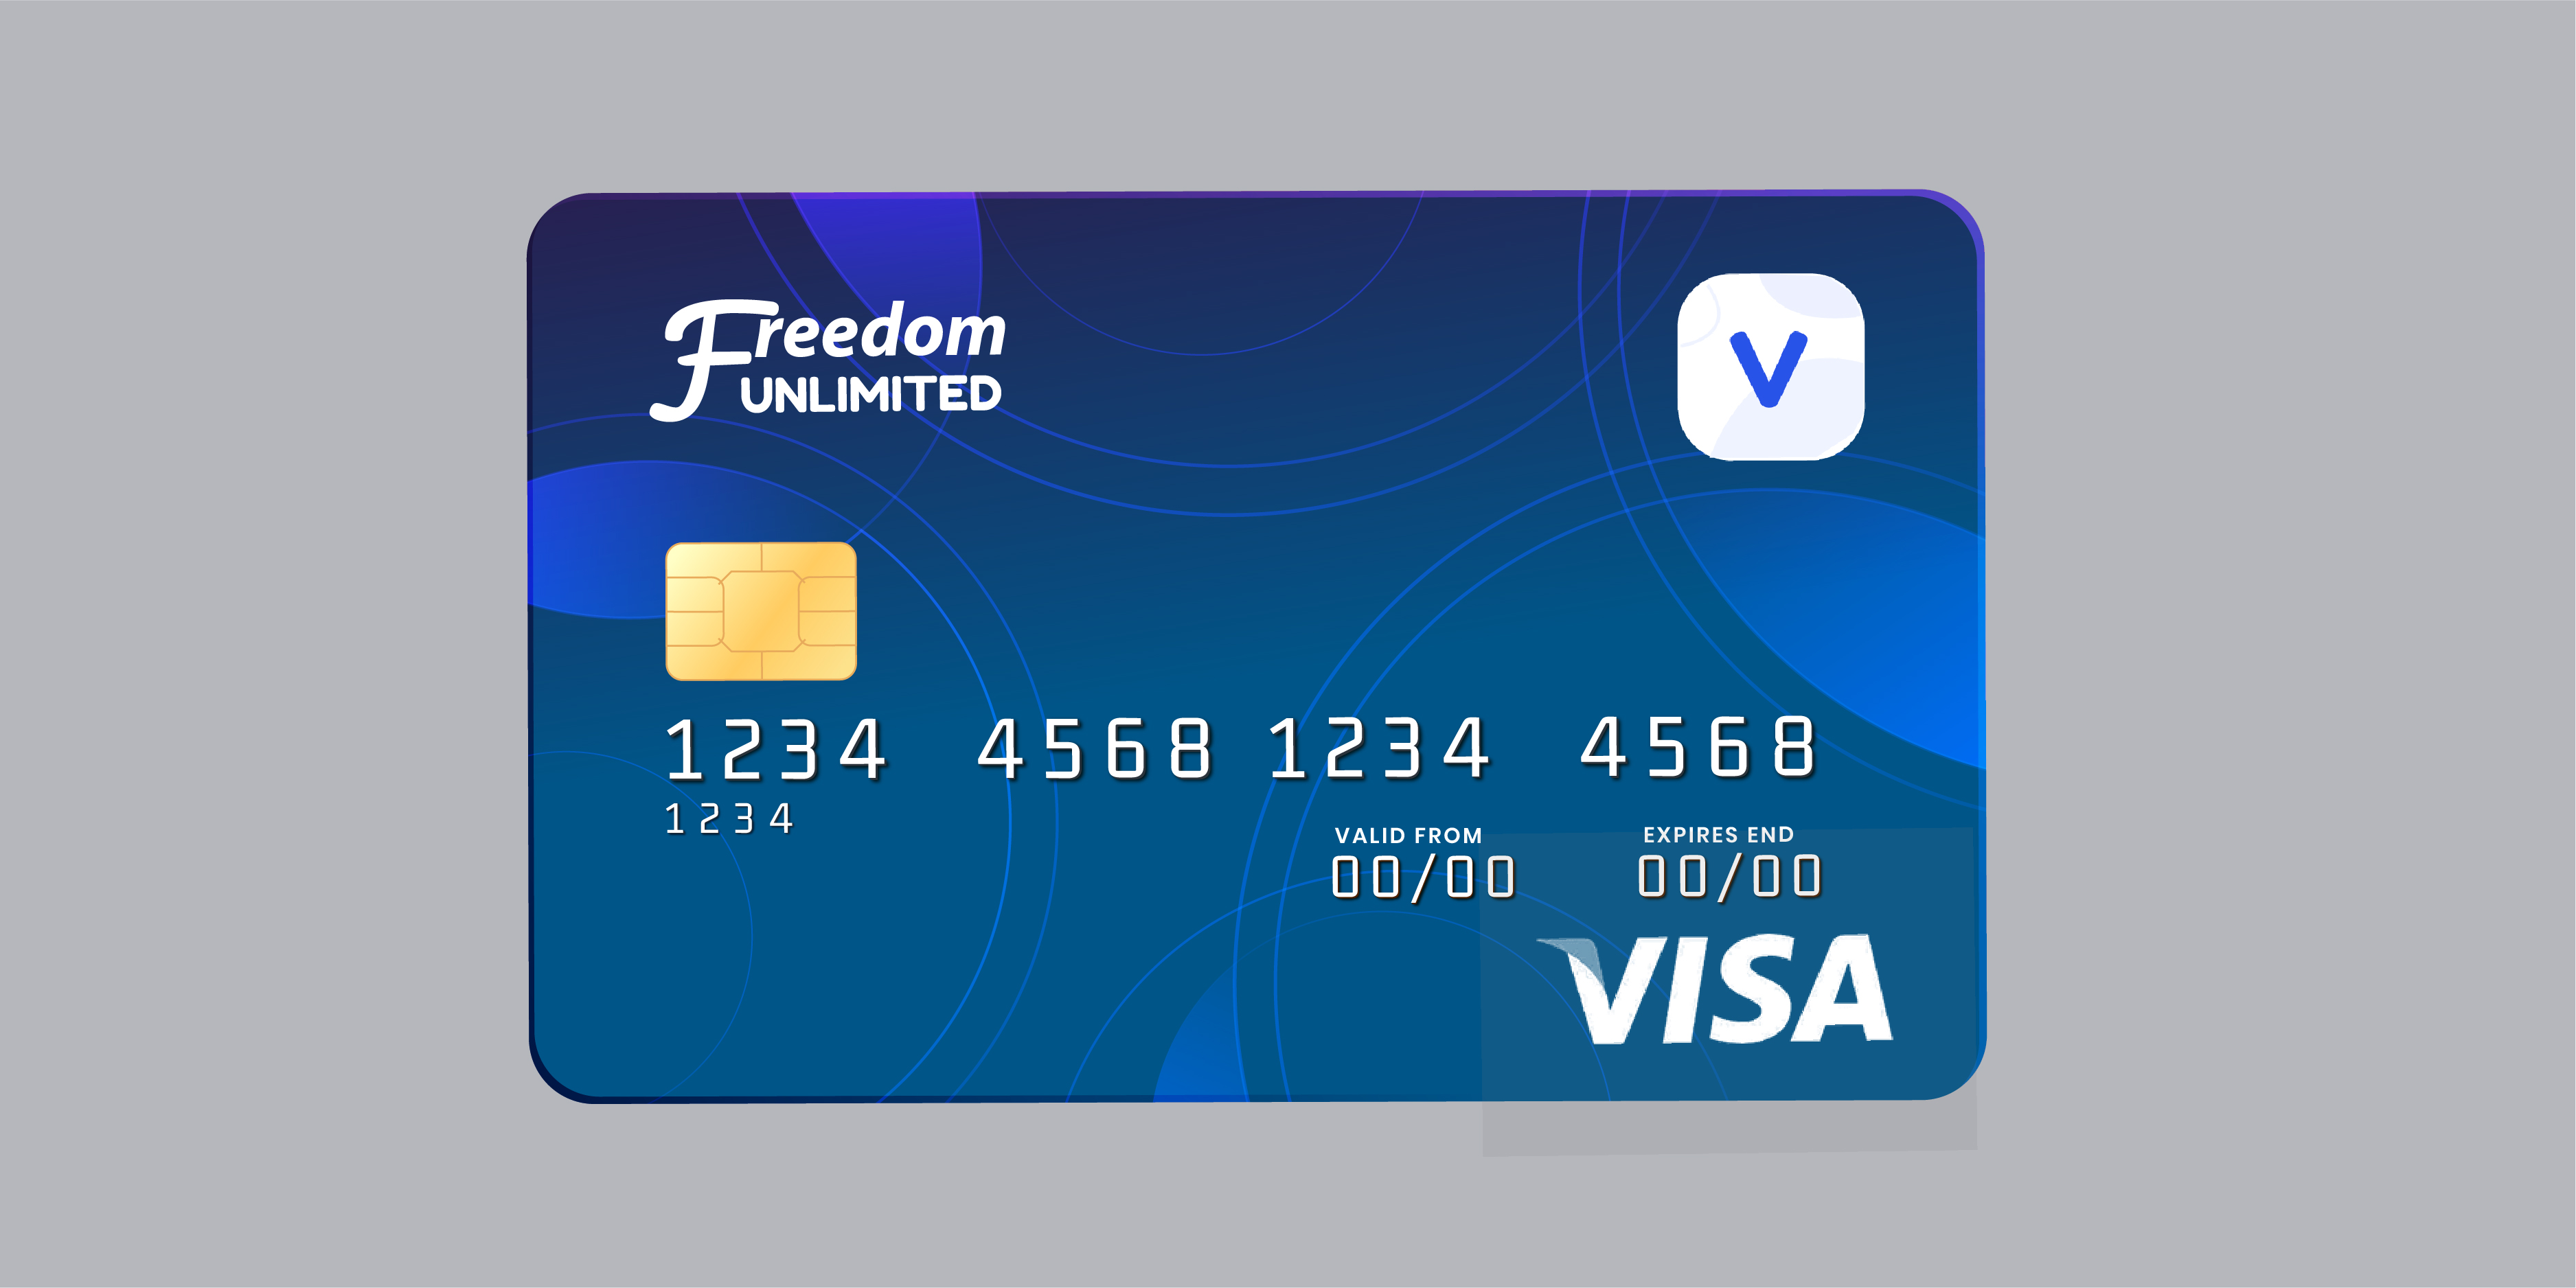 Freedom
UNLIMITED
V
1234 4568 1234 4568
1234
VALID FROM
00/00
EXPIRES END
00/00
VISA